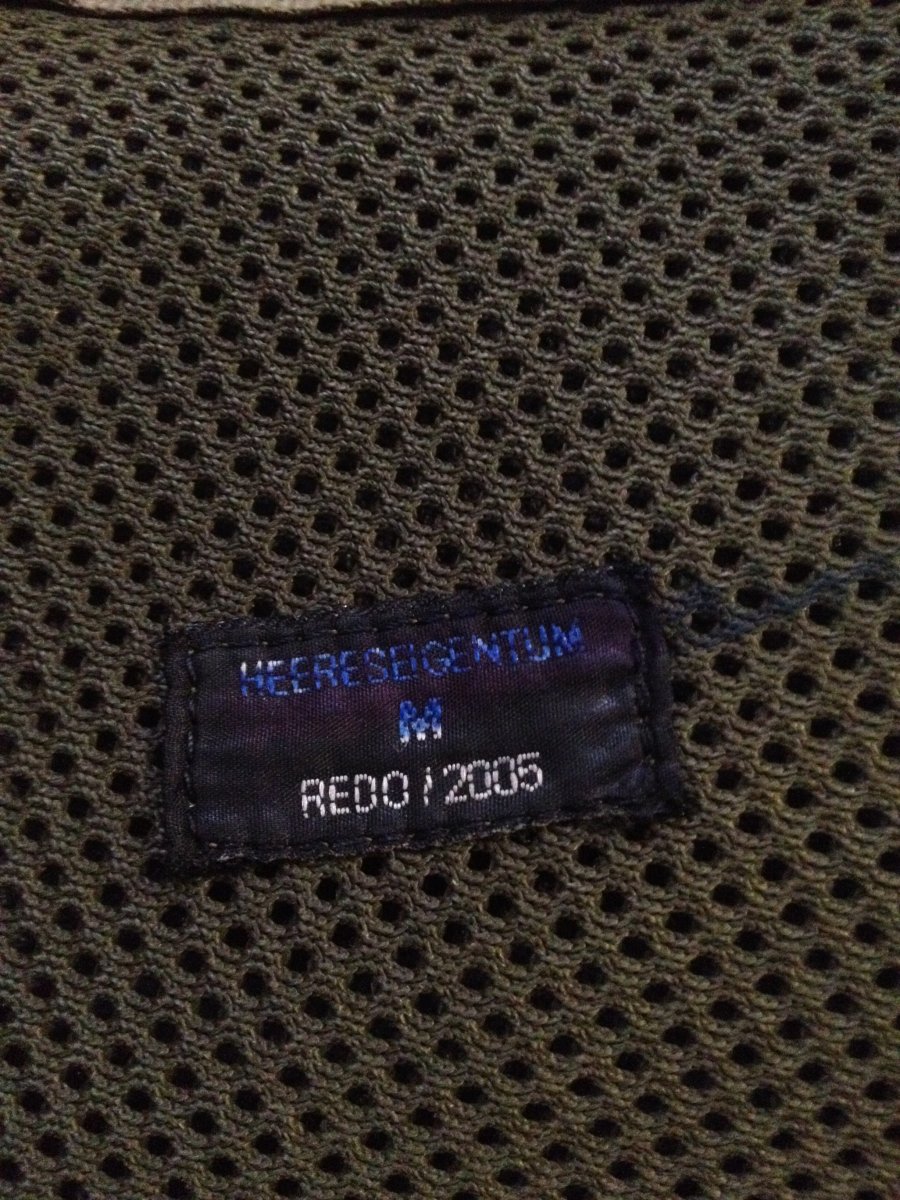 HEERESEIGENTUM
M
REDO / 2005